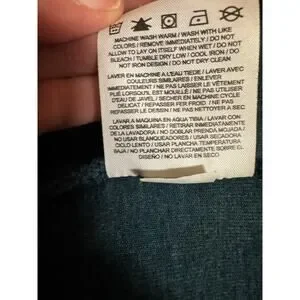 MACHINE WASH WARM / WASH WITH LIKE
COLORS / REMOVE IMMEDIATELY / DO NOT
ALLOW TO LAY ON ITSELF WHEN WET / DO NOT
BLEACH / TUMBLE DRY LOW / COOL IRON / DO
NOT IRON DESIGN / DO NOT DRY CLEAN
LAVER EN MACHINE A L'EAU TIEDE / LAVER AVEC
COULEURS SIMILAIRES / ENLEVER
IMMÉDIATEMENT / NE PAS LAISSER LE VÊTEMENT
PLIÉ LORSQU'IL EST MOUILLÉ / NE PAS UTILISER
D'EAU DE JAVEL / SECHER EN MACHINE CYCLE
DELICAT / REPASSER FER FROID / NE PAS
REPASSER LE DESSIN / NE PAS NETTOYER À SEC
LAVAR A MAQUINA EN AQUA TIBIA / LAVAR CON
COLORES SIMILARES / RETIRAR IMMEDIATAMENTE
DE LA LAVADORA / NO DOBLAR PRENDA MOJADA
/ NO USAR BLANQUEADORES / USAR SECADORA
CICLO LENTO / USAR PLANCHA TEMPERATURA
BAJA / NO PLANCHAR DIRECTAMENTE SOBRE EL
DISEÑO / NO LAVAR EN SECO.